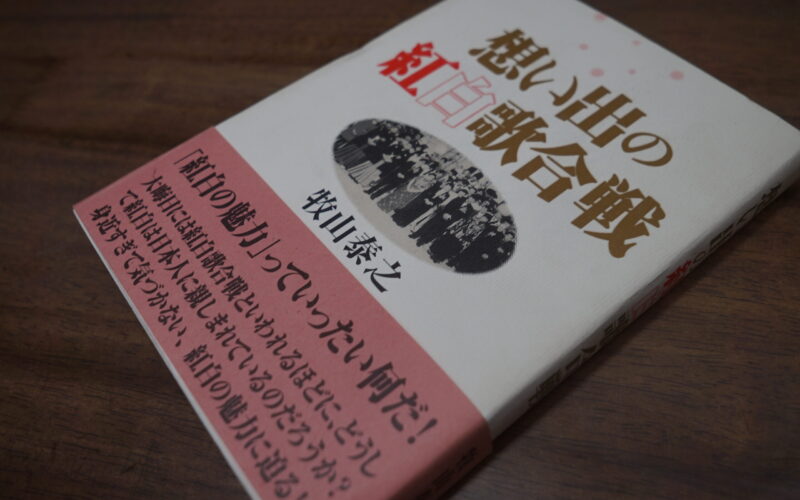 想い出の
紅白歌合戦
牧山泰之
「紅白の魅力」っていったい何だ!
大晦日には紅白歌合戦といわれるほどに、どうし
て紅白は日本人に親しまれているのだろうか?
身近すぎて気づかない、紅白の魅力に迫る!